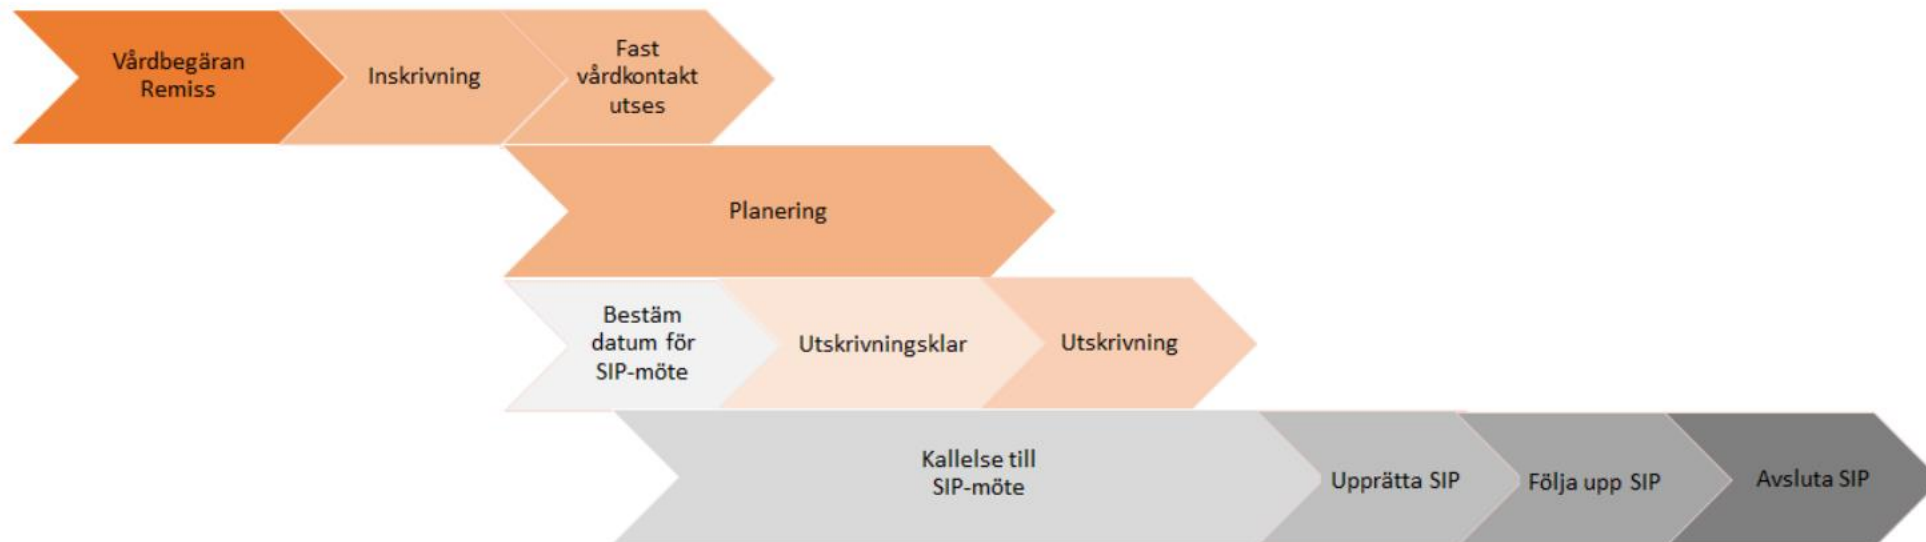 Vårdbegäran
Remiss
Inskrivning
Fast
vårdkontakt
utses
Planering
Bestäm
datum för
SIP-möte
Utskrivningsklar
Utskrivning
Kallelse till
SIP-möte
Upprätta SIP
Följa upp SIP
Avsluta SIP